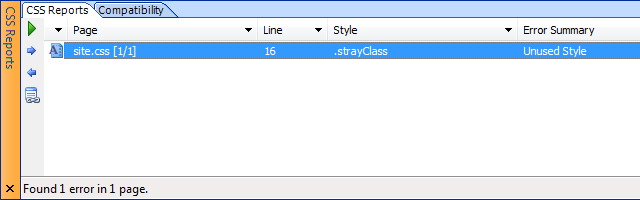 CSS Reports
CSS Reports Compatibility
Page Line Style Error Summary
site.css [1/1] 16 .strayClass Unused Style
Found 1 error in 1 page.